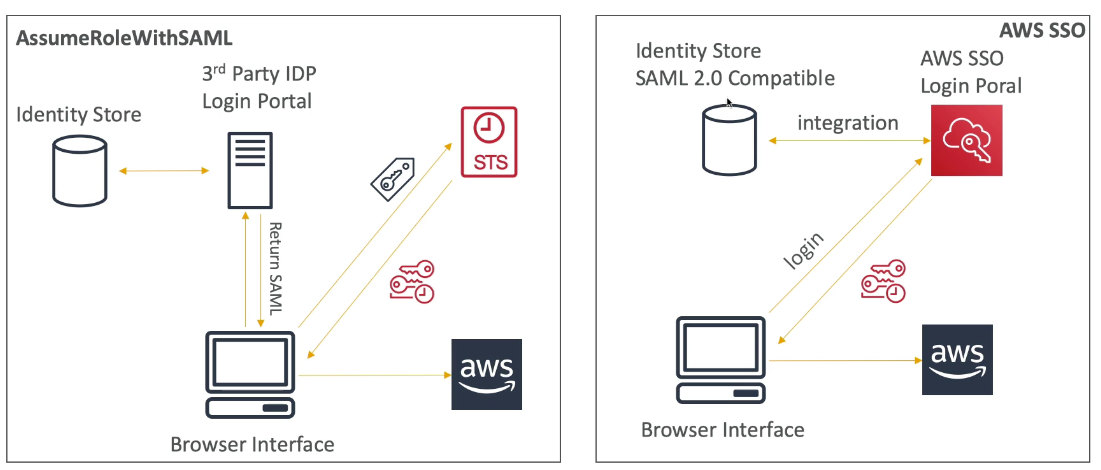 AssumeRoleWithSAML
3rd Party IDP
Login Portal
Identity Store
STS
Return SAML
aws
Browser Interface
AWS SSO
Identity Store
SAML 2.0 Compatible
AWS SSO
Login Poral
integration
login
aws
Browser Interface